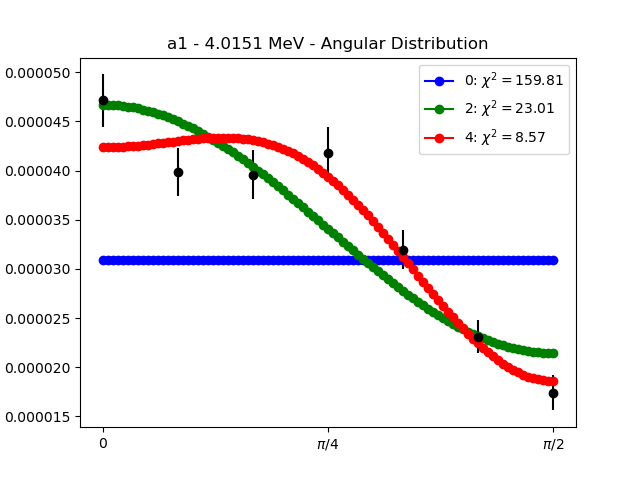 a1 - 4.0151 MeV - Angular Distribution
0.000050
0.000045
0.000040
0.000035
0.000030
0.000025
0.000020
0.000015
0: χ² = 159.81
2: χ² = 23.01
4: χ² = 8.57
0
π/4
π/2